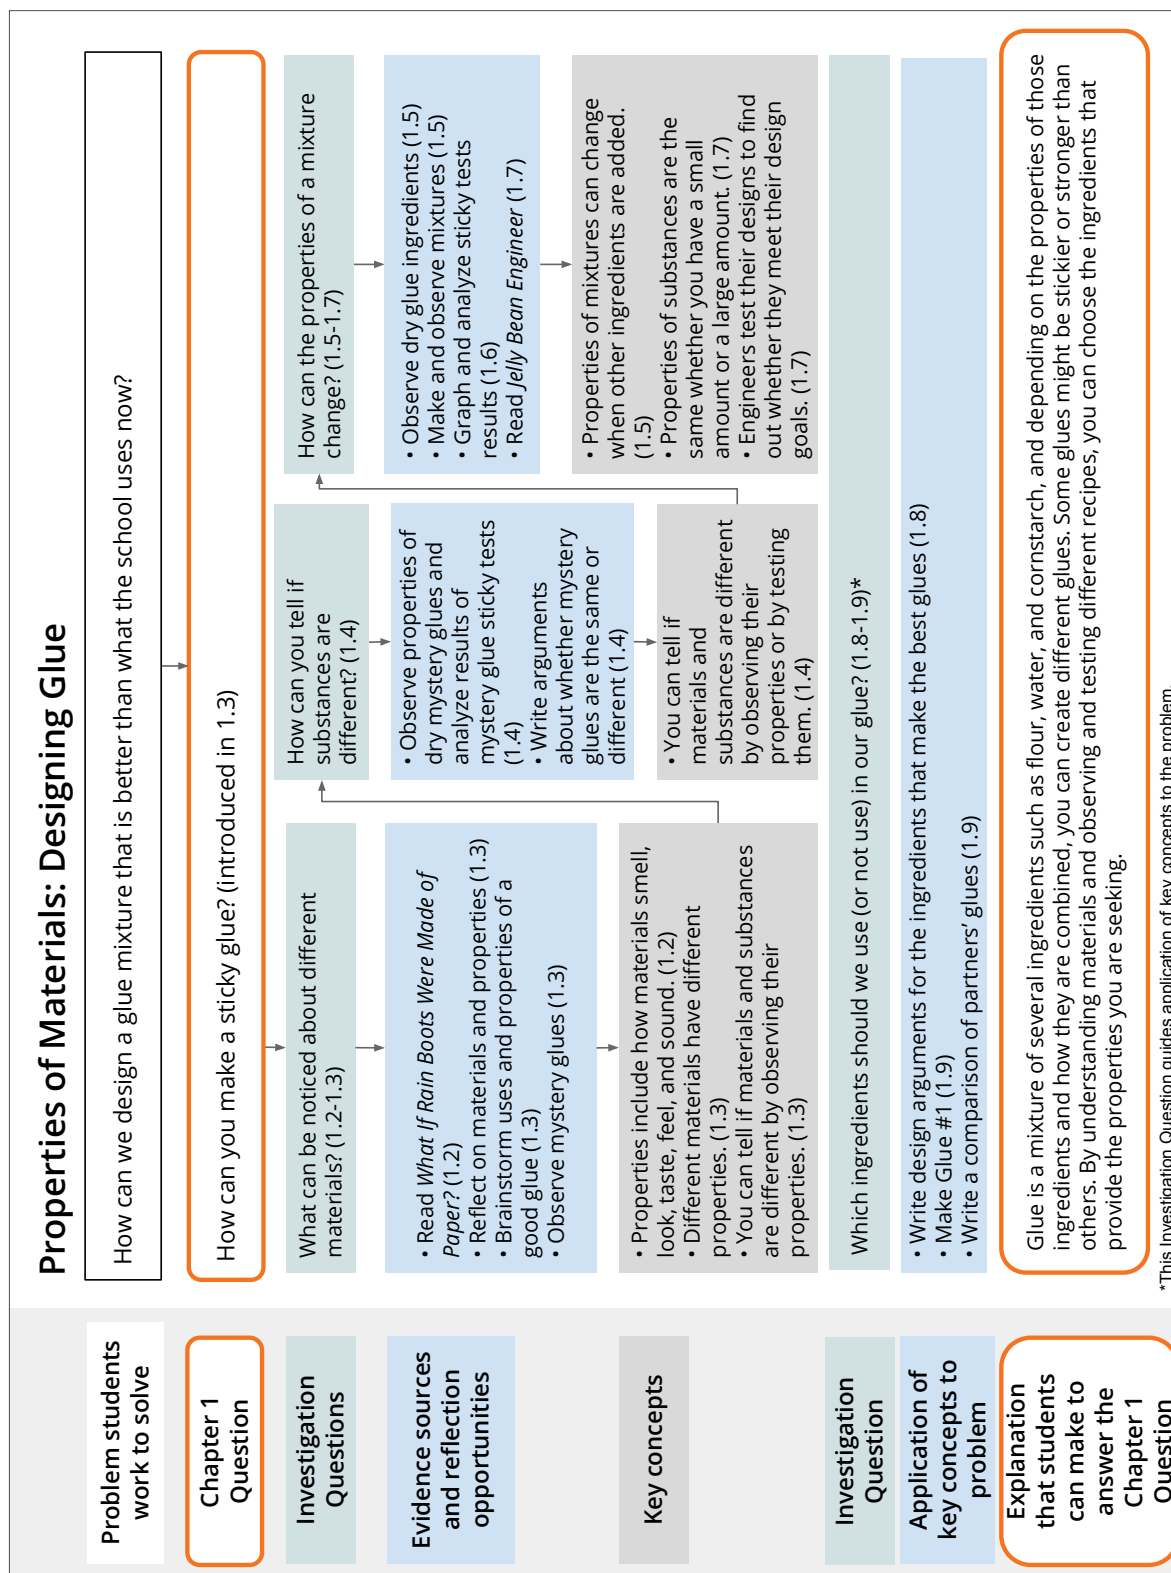 Properties of Materials: Designing Glue
Problem students
work to solve
How can we design a glue mixture that is better than what the school uses now?
Chapter 1
Question
How can you make a sticky glue? (introduced in 1.3)
Investigation
Questions
What can be noticed about different
materials? (1.2-1.3)
How can you tell if
substances are
different? (1.4)
How can the properties of a mixture
change? (1.5-1.7)
Evidence sources
and reflection
opportunities
• Read What If Rain Boots Were Made of
Paper? (1.2)
• Reflect on materials and properties (1.3)
• Brainstorm uses and properties of a
good glue (1.3)
• Observe mystery glues (1.3)
• Observe properties of
dry mystery glues and
analyze results of
mystery glue sticky tests
(1.4)
• Write arguments
about whether mystery
glues are the same or
different (1.4)
• Observe dry glue ingredients (1.5)
• Make and observe mixtures (1.5)
• Graph and analyze sticky tests
results (1.6)
• Read Jelly Bean Engineer (1.7)
Key concepts
• Properties include how materials smell,
look, taste, feel, and sound. (1.2)
• Different materials have different
properties. (1.3)
• You can tell if materials and substances
are different by observing their
properties. (1.3)
• You can tell if
materials and
substances are different
by observing their
properties or by testing
them. (1.4)
• Properties of mixtures can change
when other ingredients are added.
(1.5)
• Properties of substances are the
same whether you have a small
amount or a large amount. (1.7)
• Engineers test their designs to find
out whether they meet their design
goals. (1.7)
Investigation
Question
Which ingredients should we use (or not use) in our glue? (1.8-1.9)*
Application of
key concepts to
problem
• Write design arguments for the ingredients that make the best glues (1.8)
• Make Glue #1 (1.9)
• Write a comparison of partners’ glues (1.9)
Explanation
that students
can make to
answer the
Chapter 1
Question
Glue is a mixture of several ingredients such as flour, water, and cornstarch, and depending on the properties of those
ingredients and how they are combined, you can create different glues. Some glues might be stickier or stronger than
others. By understanding materials and observing and testing different recipes, you can choose the ingredients that
provide the properties you are seeking.
*This Investigation Question guides application of key concepts to the problem.